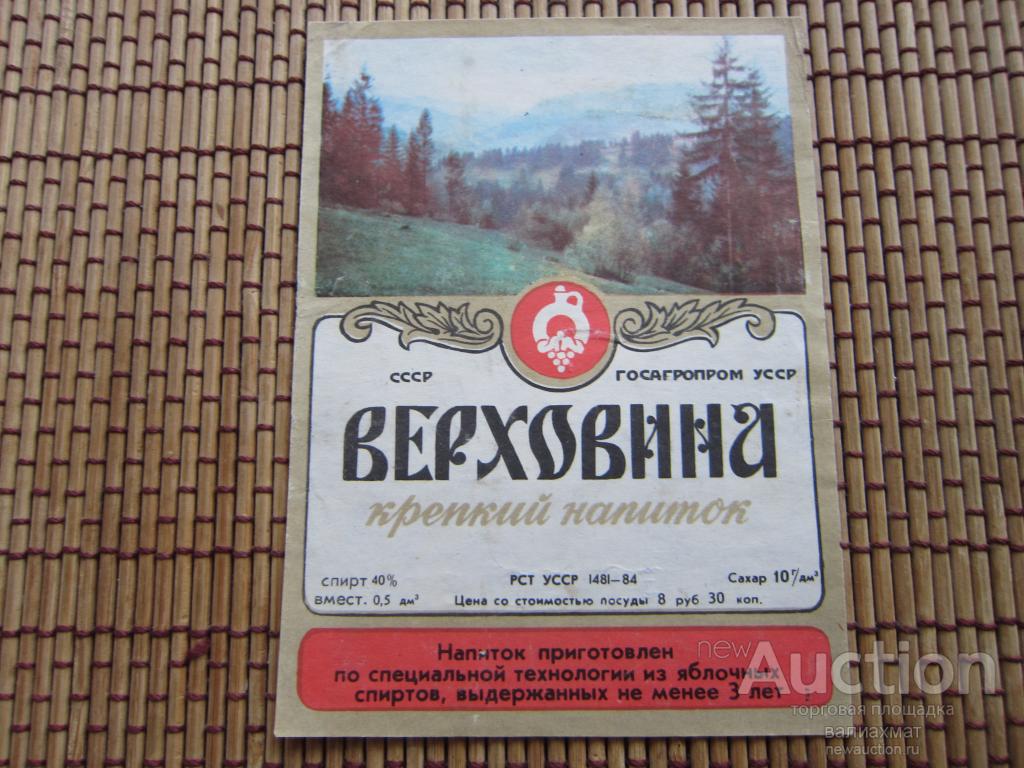 СССР ГОСАГРОПРОМ УССР
ВЕРХОВИНА
крепкий напиток
спирт 40% РСТ УССР 1481–84 Сахар 10 г/дм³
вмест. 0,5 дм³ Цена со стоимостью посуды 8 руб 30 коп.
Напиток приготовлен
по специальной технологии из яблочных
спиртов, выдержанных не менее 3 лет
newAuction
торговая площадка
валиахмат
newauction.ru